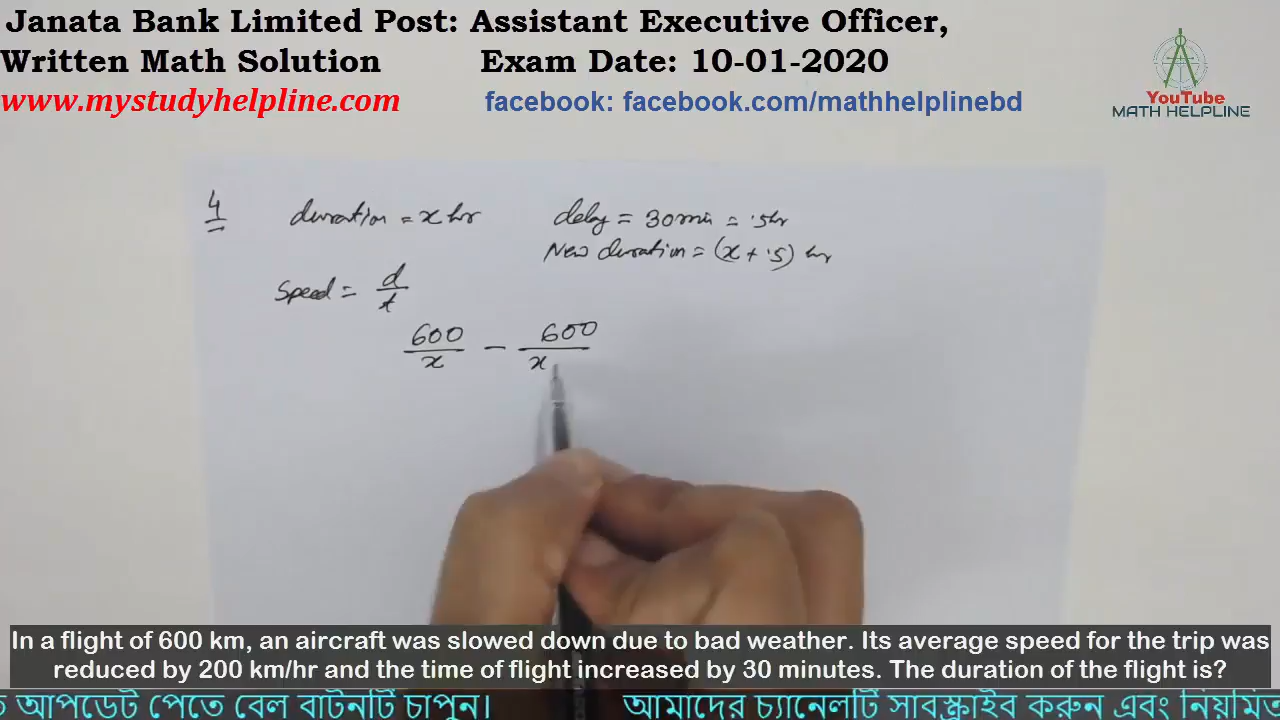 Janata Bank Limited Post: Assistant Executive Officer,
Written Math Solution Exam Date: 10-01-2020
www.mystudyhelpline.com facebook: facebook.com/mathhelplinebd
YouTube
MATH HELPLINE
4 duration = x hr delay = 30 min = .5hr
New duration = (x + .5) hr
Speed = d/t
600/x - 600/x
In a flight of 600 km, an aircraft was slowed down due to bad weather. Its average speed for the trip was
reduced by 200 km/hr and the time of flight increased by 30 minutes. The duration of the flight is?
আপডেট পেতে বেল বাটনটি চাপুন। আমাদের চ্যানেলটি সাবস্ক্রাইব করুন এবং নিয়মিত